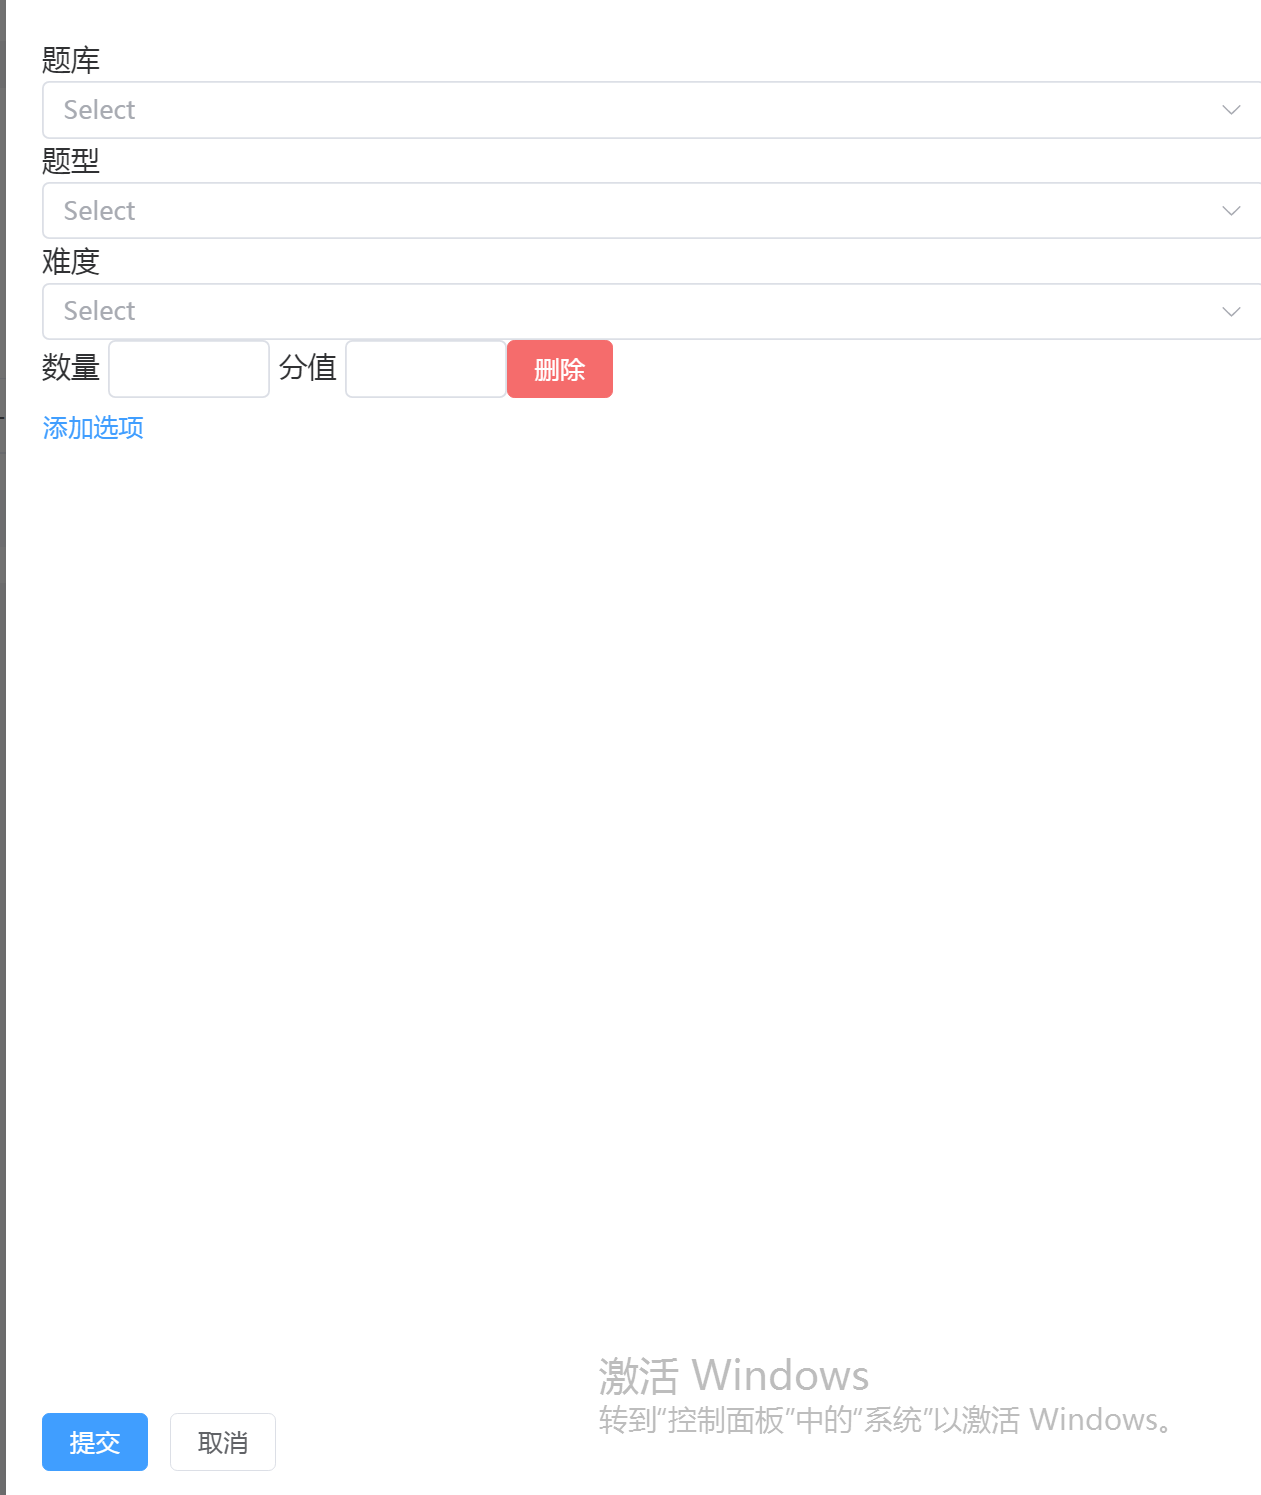 题库
Select
题型
Select
难度
Select
数量 分值 删除
添加选项
激活 Windows
转到"控制面板"中的"系统"以激活 Windows。
提交 取消